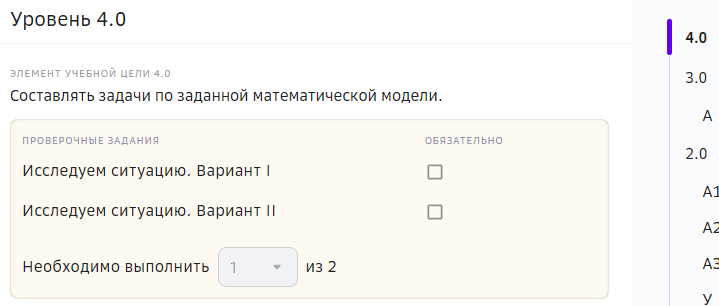 Уровень 4.0
ЭЛЕМЕНТ УЧЕБНОЙ ЦЕЛИ 4.0
Составлять задачи по заданной математической модели.
ПРОВЕРОЧНЫЕ ЗАДАНИЯ ОБЯЗАТЕЛЬНО
Исследуем ситуацию. Вариант I
Исследуем ситуацию. Вариант II
Необходимо выполнить 1 из 2
4.0
3.0
А
2.0
А1
А2
А3
У